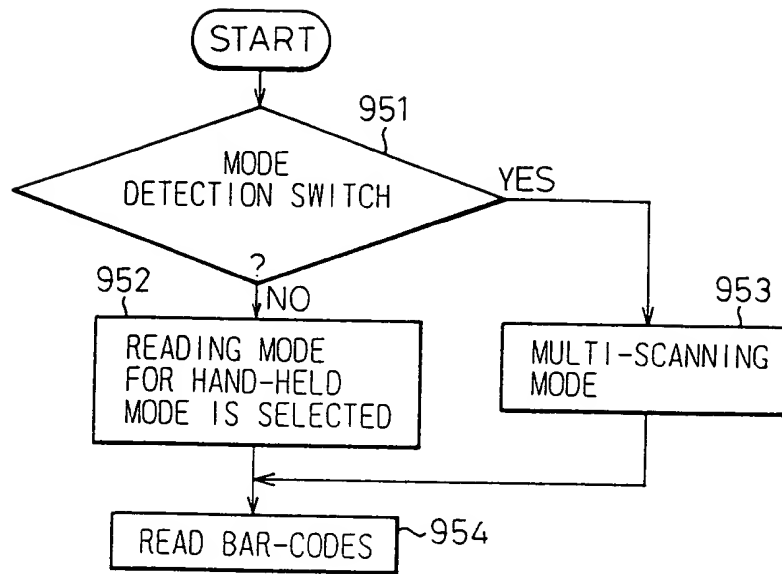 START
951
MODE
DETECTION SWITCH
YES
?
952
NO
953
READING MODE
FOR HAND-HELD
MODE IS SELECTED
MULTI-SCANNING
MODE
READ BAR-CODES
954